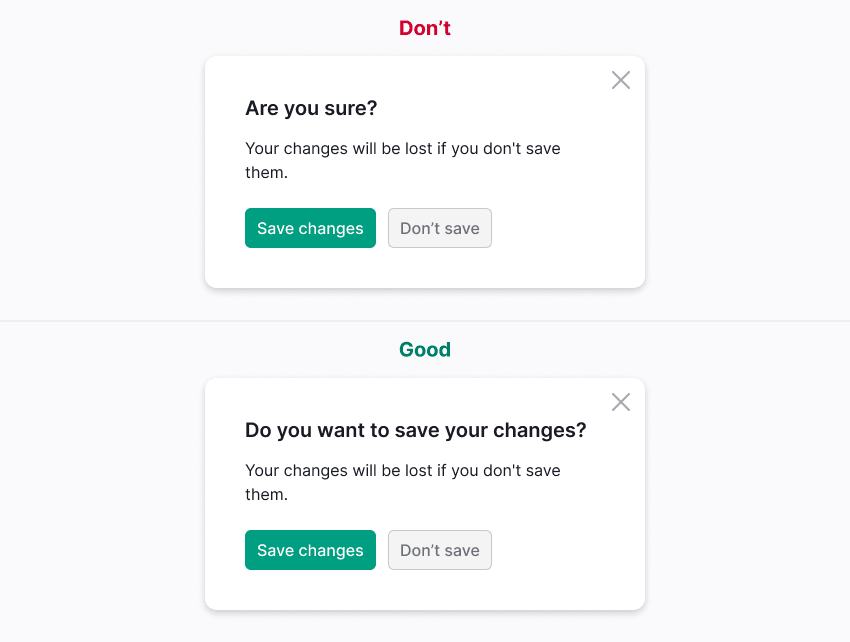 Don’t
Are you sure?
Your changes will be lost if you don't save
them.
Save changes
Don’t save
Good
Do you want to save your changes?
Your changes will be lost if you don't save
them.
Save changes
Don’t save